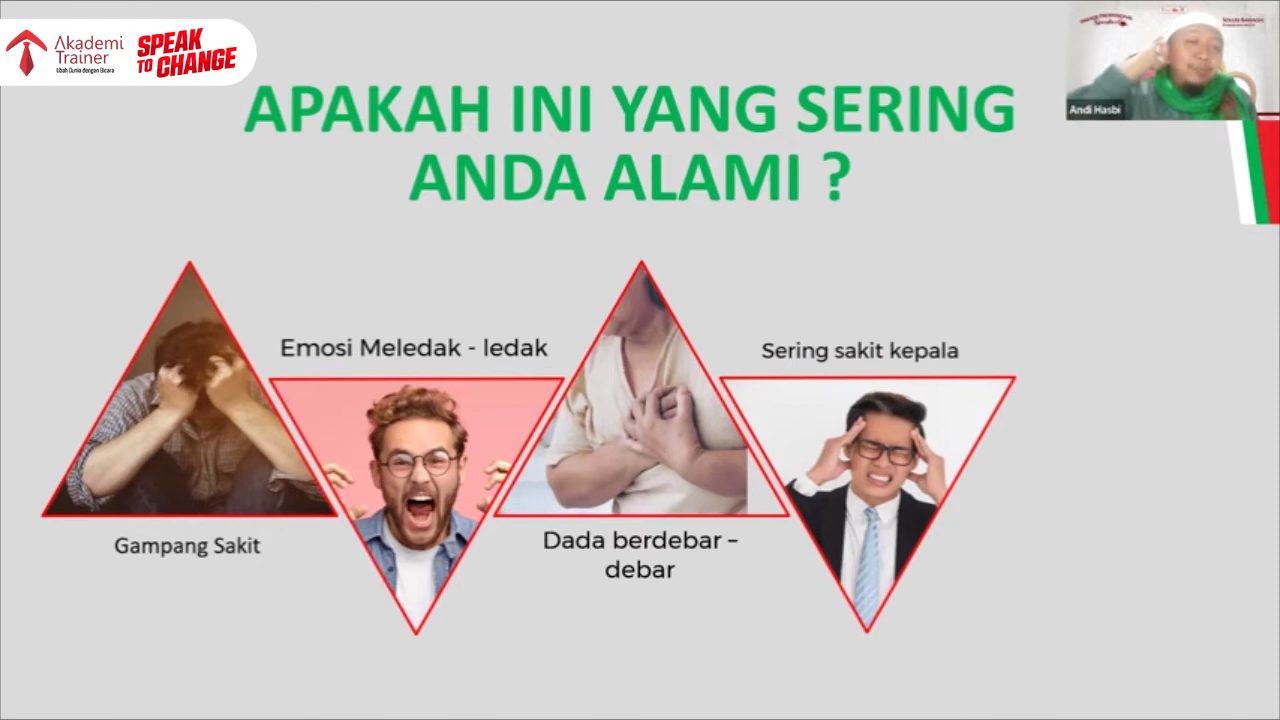 Akademi
Trainer
Ubah Dunia dengan Bicara
SPEAK
TO CHANGE
Andi Hasbi
APAKAH INI YANG SERING
ANDA ALAMI ?
Emosi Meledak - ledak
Sering sakit kepala
Gampang Sakit
Dada berdebar –
debar